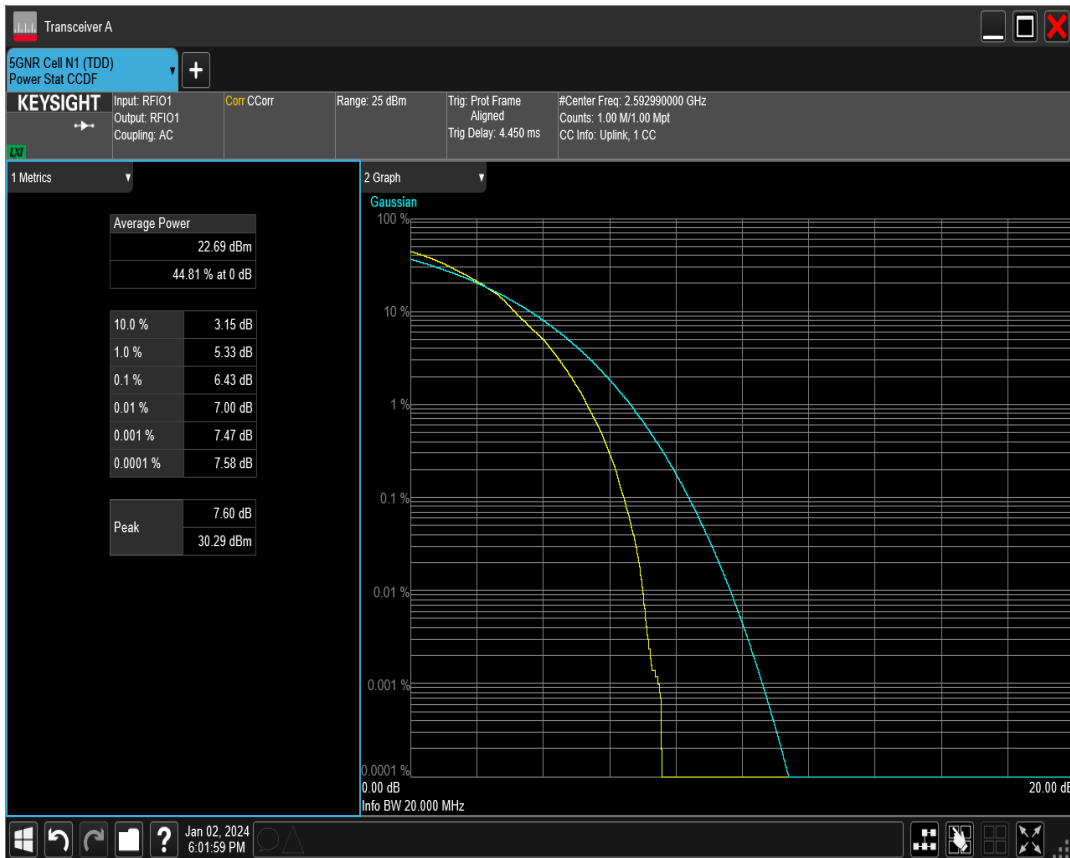 Transceiver A
5GNR Cell N1 (TDD)
Power Stat CCDF
KEYSIGHT
LXI
Input: RFIO1
Output: RFIO1
Coupling: AC
Corr CCorr
Range: 25 dBm
Trig: Prot Frame
Aligned
Trig Delay: 4.450 ms
#Center Freq: 2.592990000 GHz
Counts: 1.00 M/1.00 Mpt
CC Info: Uplink, 1 CC
1 Metrics
Average Power
22.69 dBm
44.81 % at 0 dB
10.0 % 3.15 dB
1.0 % 5.33 dB
0.1 % 6.43 dB
0.01 % 7.00 dB
0.001 % 7.47 dB
0.0001 % 7.58 dB
Peak 7.60 dB
30.29 dBm
2 Graph
Gaussian
100 %
10 %
1 %
0.1 %
0.01 %
0.001 %
0.0001 %
0.00 dB 20.00 dB
Info BW 20.000 MHz
?
Jan 02, 2024
6:01:59 PM